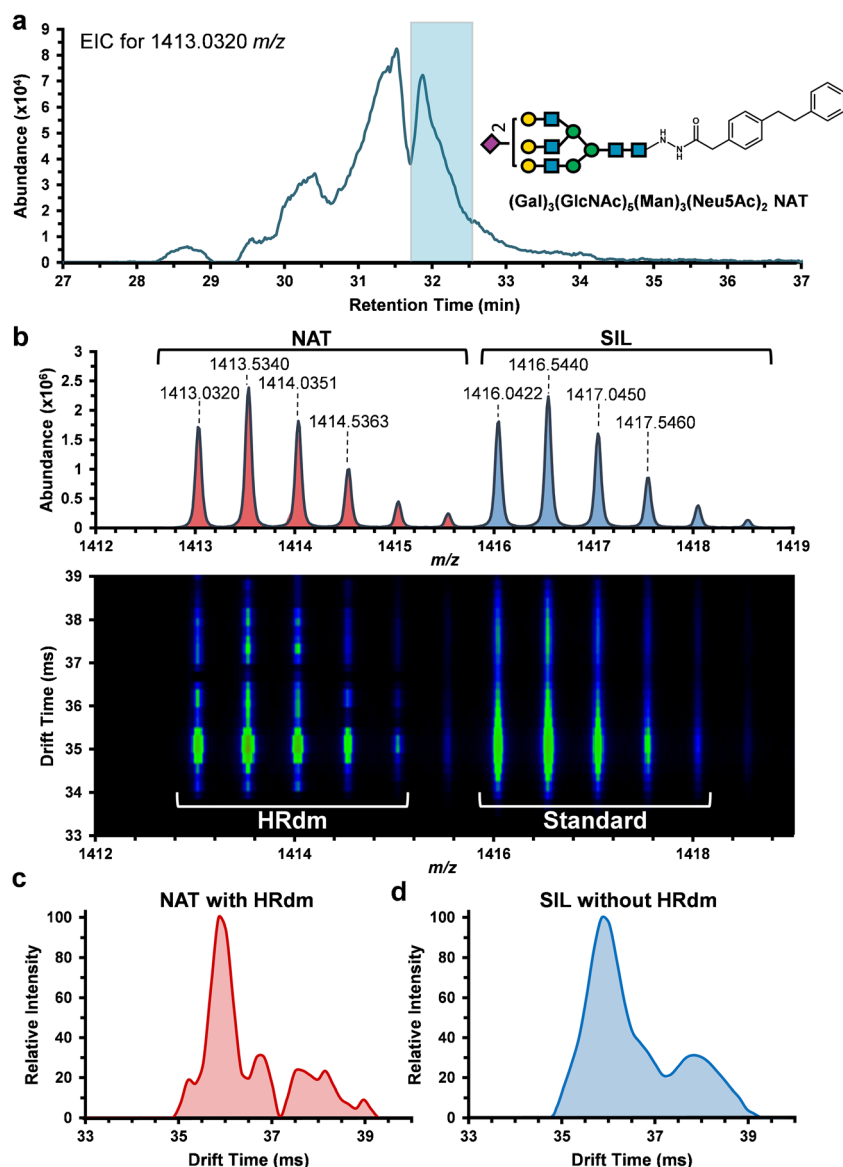 a
EIC for 1413.0320 m/z
Abundance (x10⁴)
9
8
7
6
5
4
3
2
1
0
27 28 29 30 31 32 33 34 35 36 37
Retention Time (min)
2
H
N
N
H
O
(Gal)₃(GlcNAc)₅(Man)₃(Neu5Ac)₂ NAT
b
NAT SIL
Abundance (x10⁶)
3
2.5
2
1.5
1
0.5
0
1413.0320
1413.5340
1414.0351
1414.5363
1416.0422
1416.5440
1417.0450
1417.5460
1412 1413 1414 1415 1416 1417 1418 1419
m/z
Drift Time (ms)
39
38
37
36
35
34
33
HRdm Standard
1412 1414 1416 1418
m/z
c
NAT with HRdm
Relative Intensity
100
80
60
40
20
0
33 35 37 39
Drift Time (ms)
d
SIL without HRdm
Relative Intensity
100
80
60
40
20
0
33 35 37 39
Drift Time (ms)